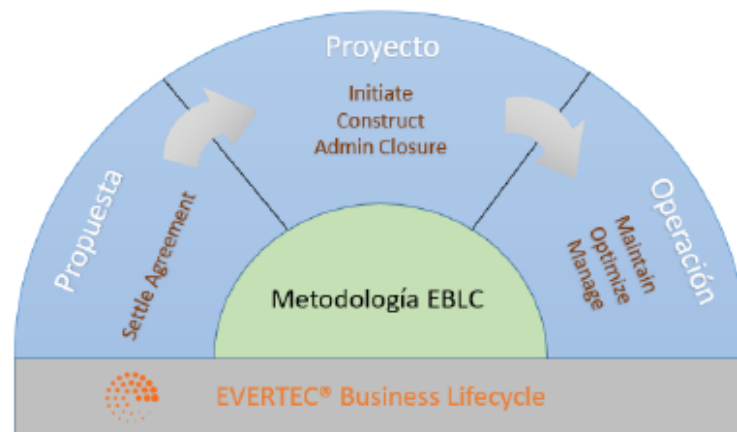 Propuesta
Settle Agreement
Proyecto
Initiate
Construct
Admin Closure
Operación
Maintain
Optimize
Manage
Metodología EBLC
EVERTEC® Business Lifecycle